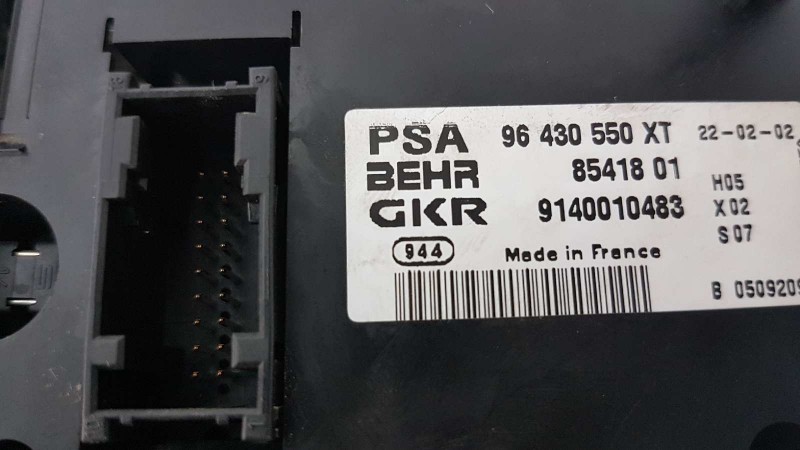 PSA 96 430 550 XT 22-02-02
BEHR 85418 01 H05
GKR 9140010483 X02
944 Made in France S07
B 0509209